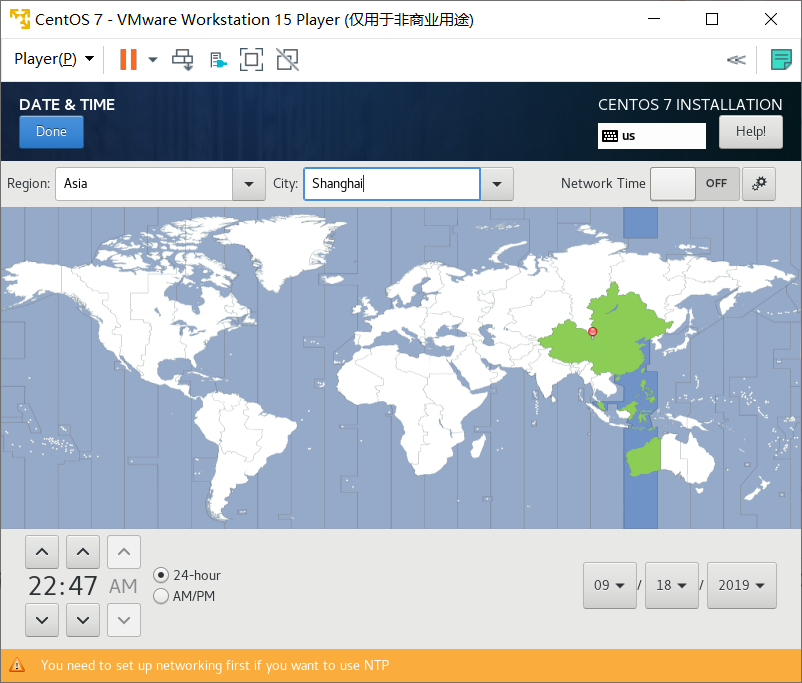 CentOS 7 - VMware Workstation 15 Player (仅用于非商业用途)
Player(P)
DATE & TIME
CENTOS 7 INSTALLATION
Done
us
Help!
Region: Asia City: Shanghai Network Time OFF
22:47 AM
24-hour
AM/PM
09 / 18 / 2019
You need to set up networking first if you want to use NTP